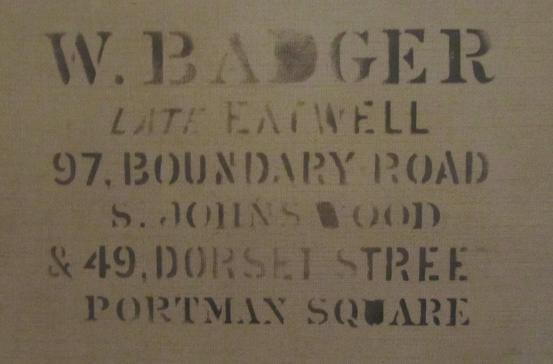 W. BADGER
LATE EATWELL
97, BOUNDARY ROAD
S. JOHNS WOOD
& 49, DORSET STREET
PORTMAN SQUARE